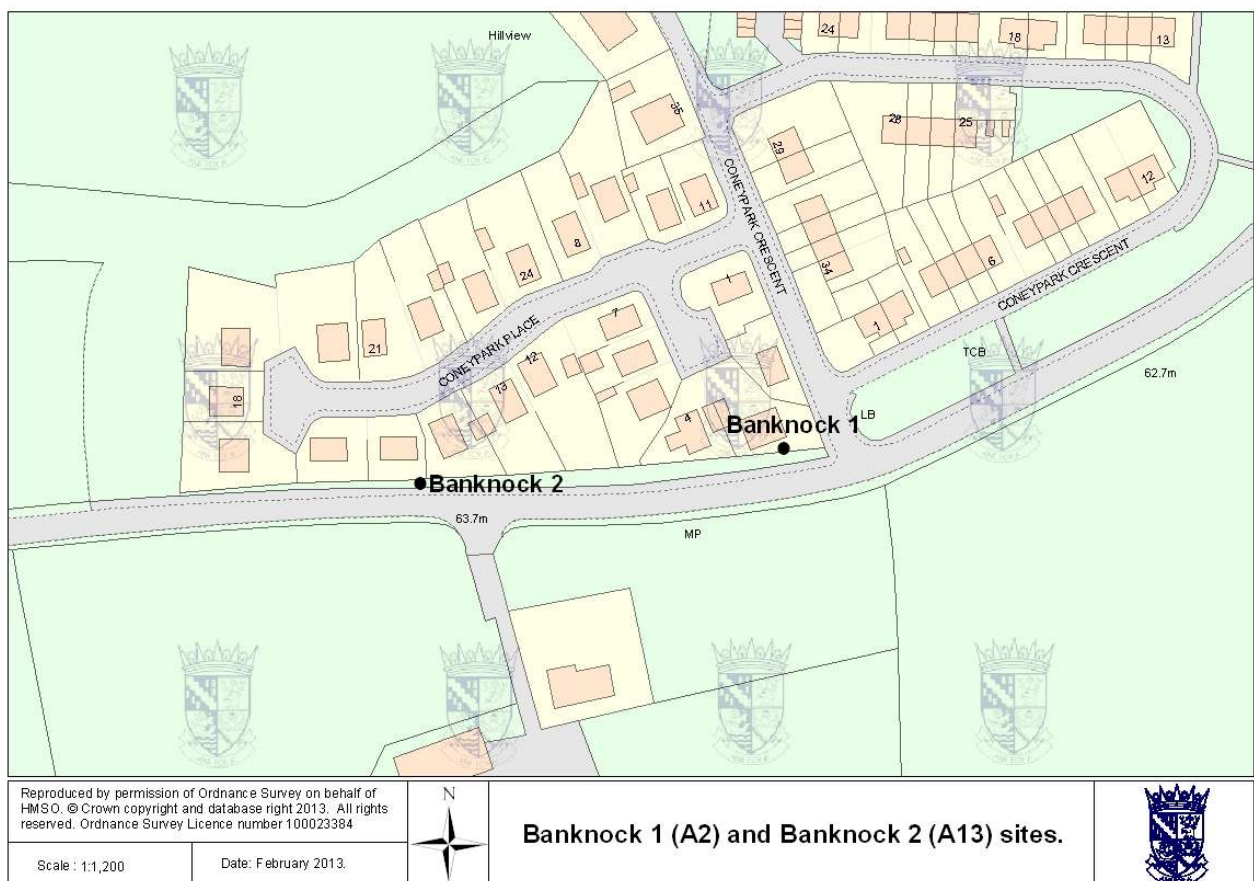 Hillview
24
18
13
35
28
25
29
CONEYPARK CRESCENT
12
11
8
34
6
24
1
CONEYPARK CRESCENT
7
1
TCB
21
CONEYPARK PLACE
12
62.7m
18
13
4
LB
Banknock 1
Banknock 2
63.7m
MP
Reproduced by permission of Ordnance Survey on behalf of
HMSO. © Crown copyright and database right 2013. All rights
reserved. Ordnance Survey Licence number 100023384
Scale : 1:1,200
Date: February 2013.
N
Banknock 1 (A2) and Banknock 2 (A13) sites.